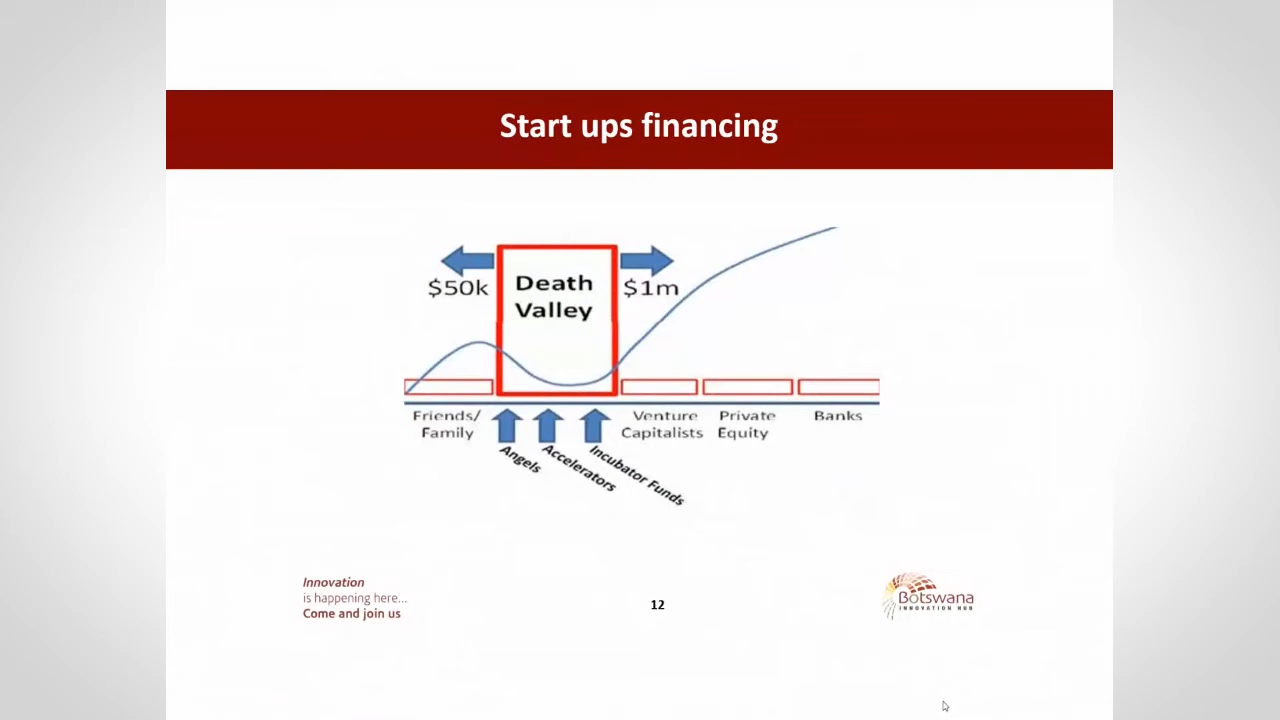 Start ups financing
$50k
Death
Valley
$1m
Friends/
Family
Venture
Capitalists
Private
Equity
Banks
Angels
Accelerators
Incubator Funds
Innovation
is happening here...
Come and join us
12
Botswana
INNOVATION HUB